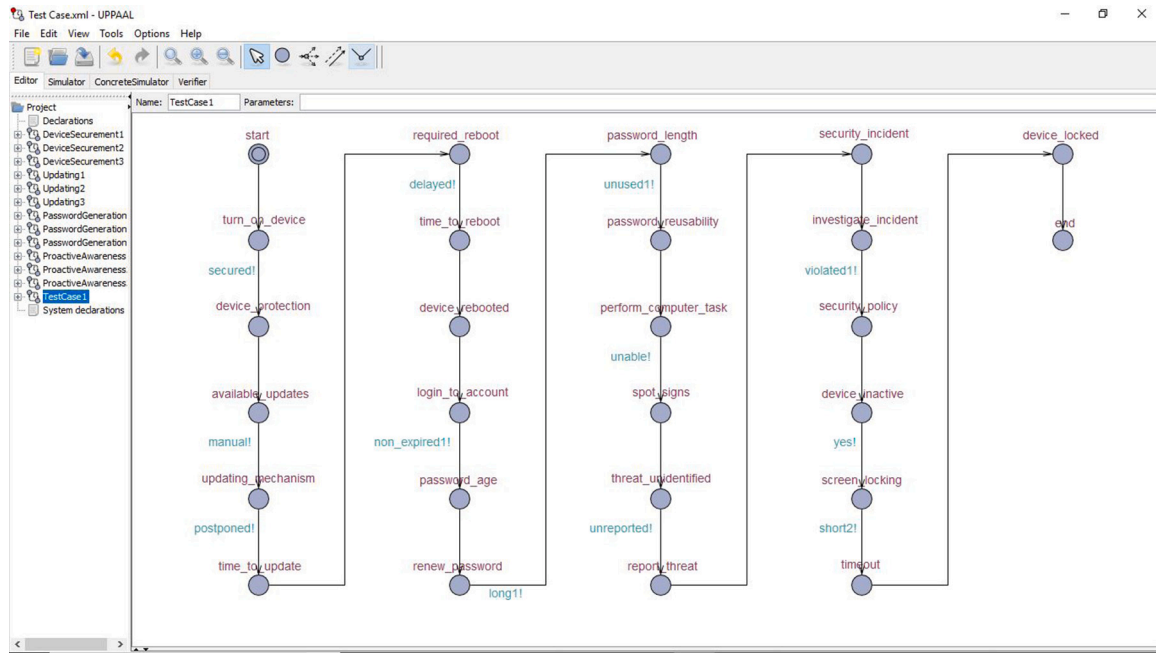 Test Case.xml - UPPAAL
File Edit View Tools Options Help
Editor Simulator ConcreteSimulator Verifier
Project
Declarations
DeviceSecurement1
DeviceSecurement2
DeviceSecurement3
Updating1
Updating2
Updating3
PasswordGeneration
PasswordGeneration
PasswordGeneration
ProactiveAwareness
ProactiveAwareness
ProactiveAwareness
TestCase1
System declarations
Name: TestCase1 Parameters:
start
turn_on_device
secured!
device_protection
available_updates
manual!
updating_mechanism
postponed!
time_to_update
required_reboot
delayed!
time_to_reboot
device_rebooted
login_to_account
non_expired1!
password_age
renew_password
long1!
password_length
unused1!
password_reusability
perform_computer_task
unable!
spot_signs
threat_unidentified
unreported!
report_threat
security_incident
investigate_incident
violated1!
security_policy
device_inactive
yes!
screen_locking
short2!
timeout
device_locked
end